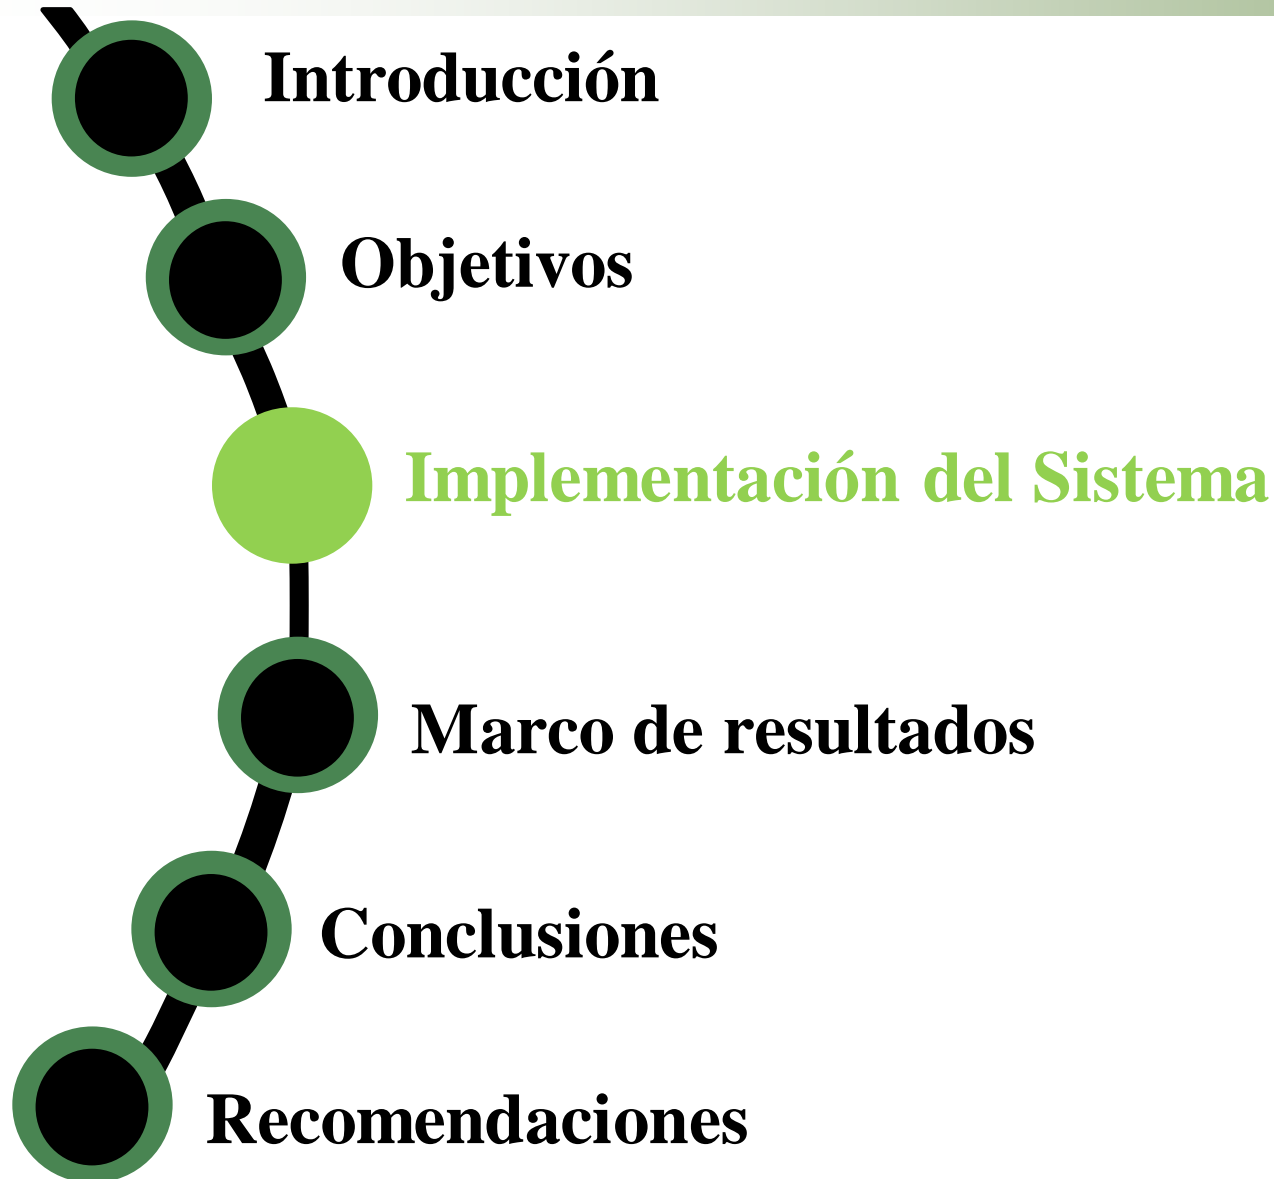 Introducción
Objetivos
Implementación del Sistema
Marco de resultados
Conclusiones
Recomendaciones